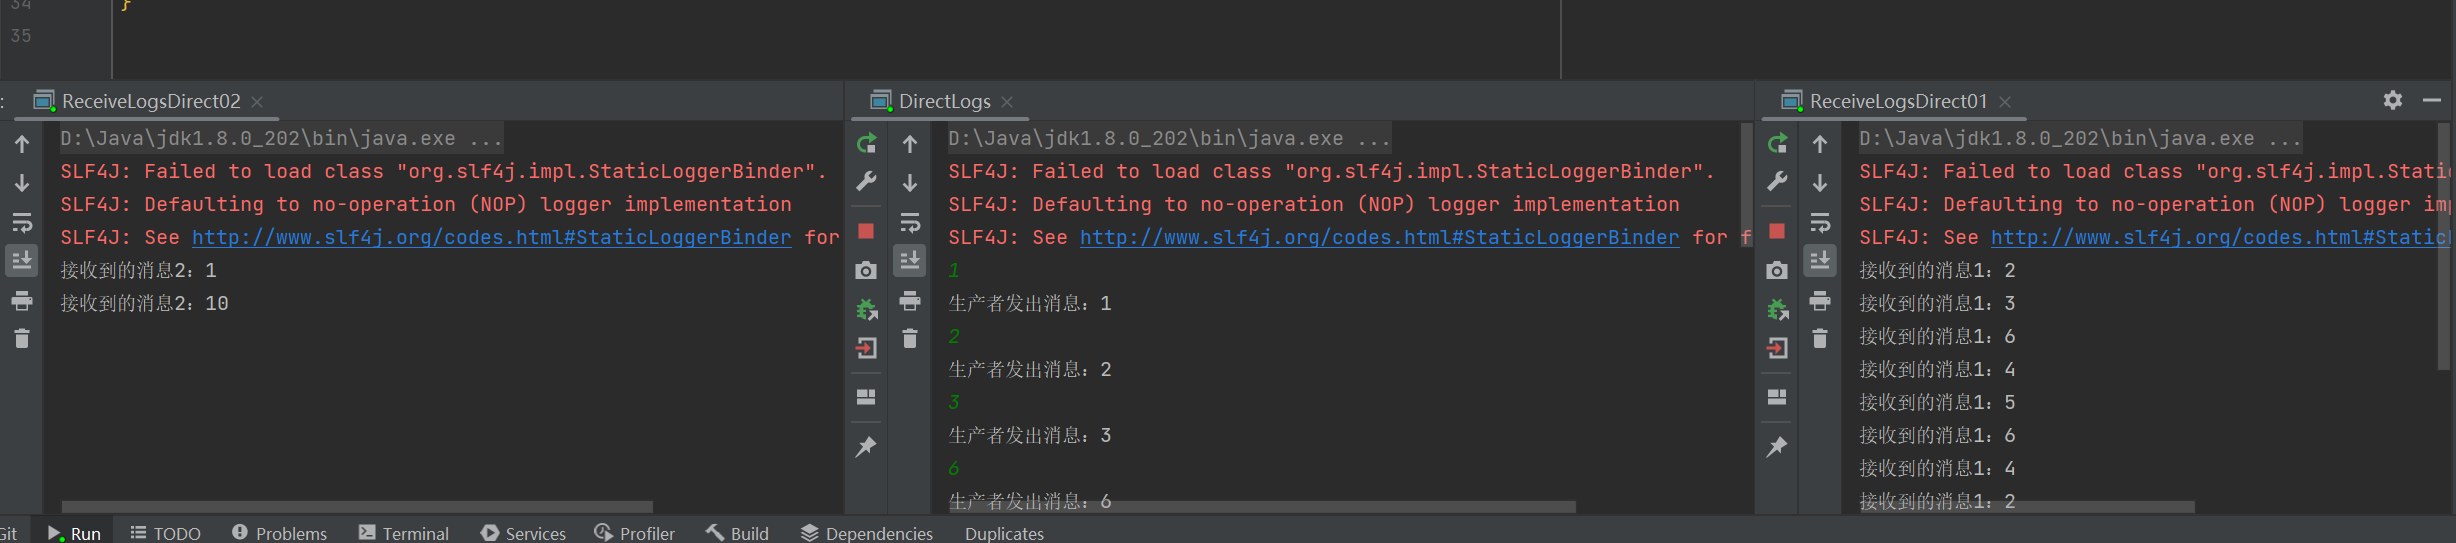 34 }
35
ReceiveLogsDirect02
D:\Java\jdk1.8.0_202\bin\java.exe ...
SLF4J: Failed to load class "org.slf4j.impl.StaticLoggerBinder".
SLF4J: Defaulting to no-operation (NOP) logger implementation
SLF4J: See http://www.slf4j.org/codes.html#StaticLoggerBinder for
接收到的消息2：1
接收到的消息2：10
DirectLogs
D:\Java\jdk1.8.0_202\bin\java.exe ...
SLF4J: Failed to load class "org.slf4j.impl.StaticLoggerBinder".
SLF4J: Defaulting to no-operation (NOP) logger implementation
SLF4J: See http://www.slf4j.org/codes.html#StaticLoggerBinder for f
1
生产者发出消息：1
2
生产者发出消息：2
3
生产者发出消息：3
6
生产者发出消息：6
ReceiveLogsDirect01
D:\Java\jdk1.8.0_202\bin\java.exe ...
SLF4J: Failed to load class "org.slf4j.impl.Stati
SLF4J: Defaulting to no-operation (NOP) logger im
SLF4J: See http://www.slf4j.org/codes.html#Static
接收到的消息1：2
接收到的消息1：3
接收到的消息1：6
接收到的消息1：4
接收到的消息1：5
接收到的消息1：6
接收到的消息1：4
接收到的消息1：2
Git Run TODO Problems Terminal Services Profiler Build Dependencies Duplicates